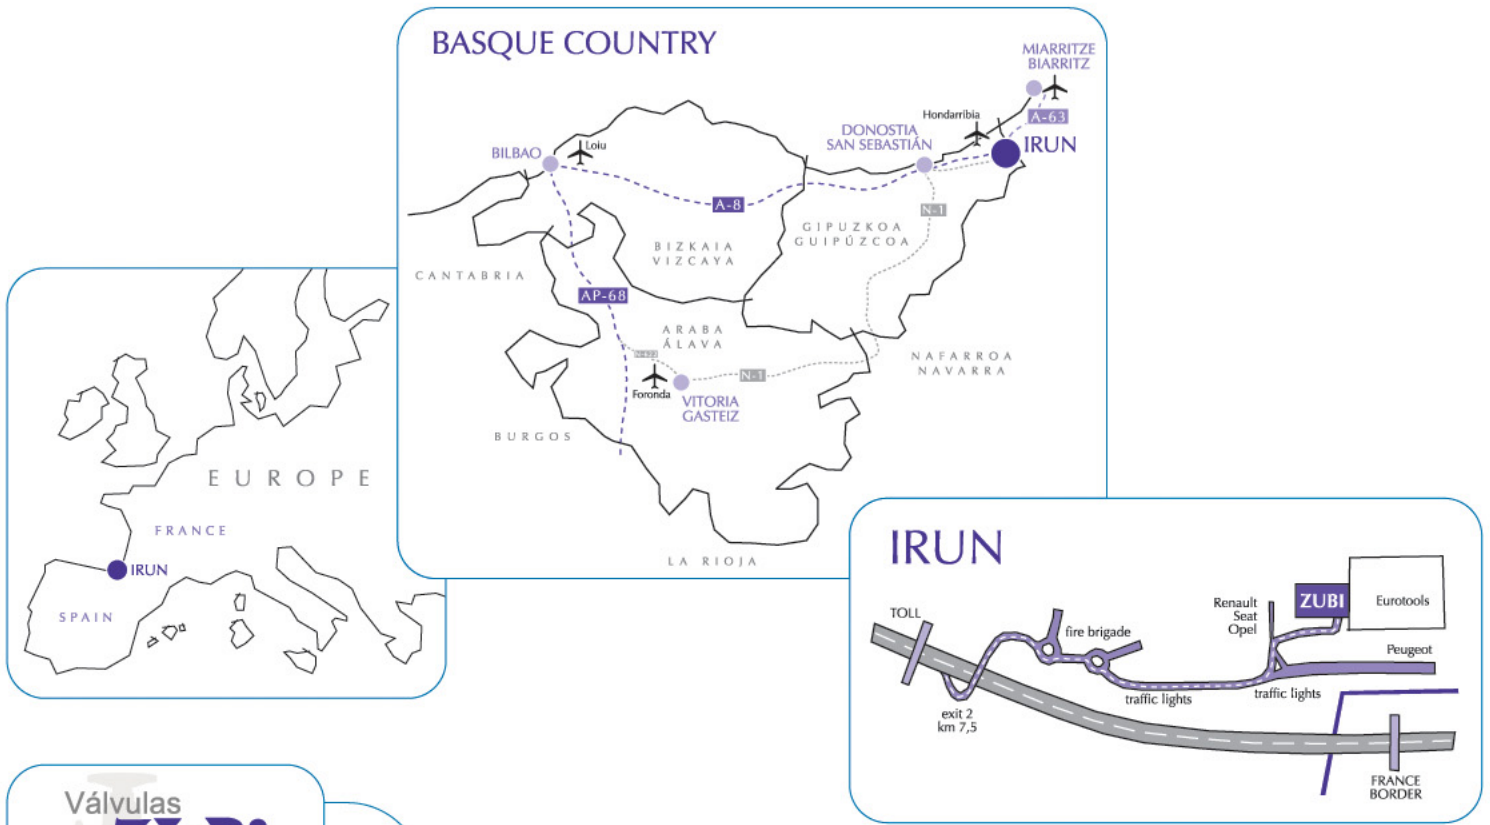 BASQUE COUNTRY
MIARRITZE
BIARRITZ
A-63
Hondarribia
DONOSTIA
SAN SEBASTIÁN
IRUN
BILBAO
Loiu
A-8
N-1
GIPUZKOA
GUIPÚZCOA
BIZKAIA
VIZCAYA
CANTABRIA
AP-68
ARABA
ÁLAVA
N-622
NAFARROA
NAVARRA
N-1
Foronda
VITORIA
GASTEIZ
BURGOS
LA RIOJA
EUROPE
FRANCE
IRUN
SPAIN
IRUN
TOLL
fire brigade
Renault
Seat
Opel
ZUBI
Eurotools
Peugeot
traffic lights
traffic lights
exit 2
km 7,5
FRANCE
BORDER
Válvulas